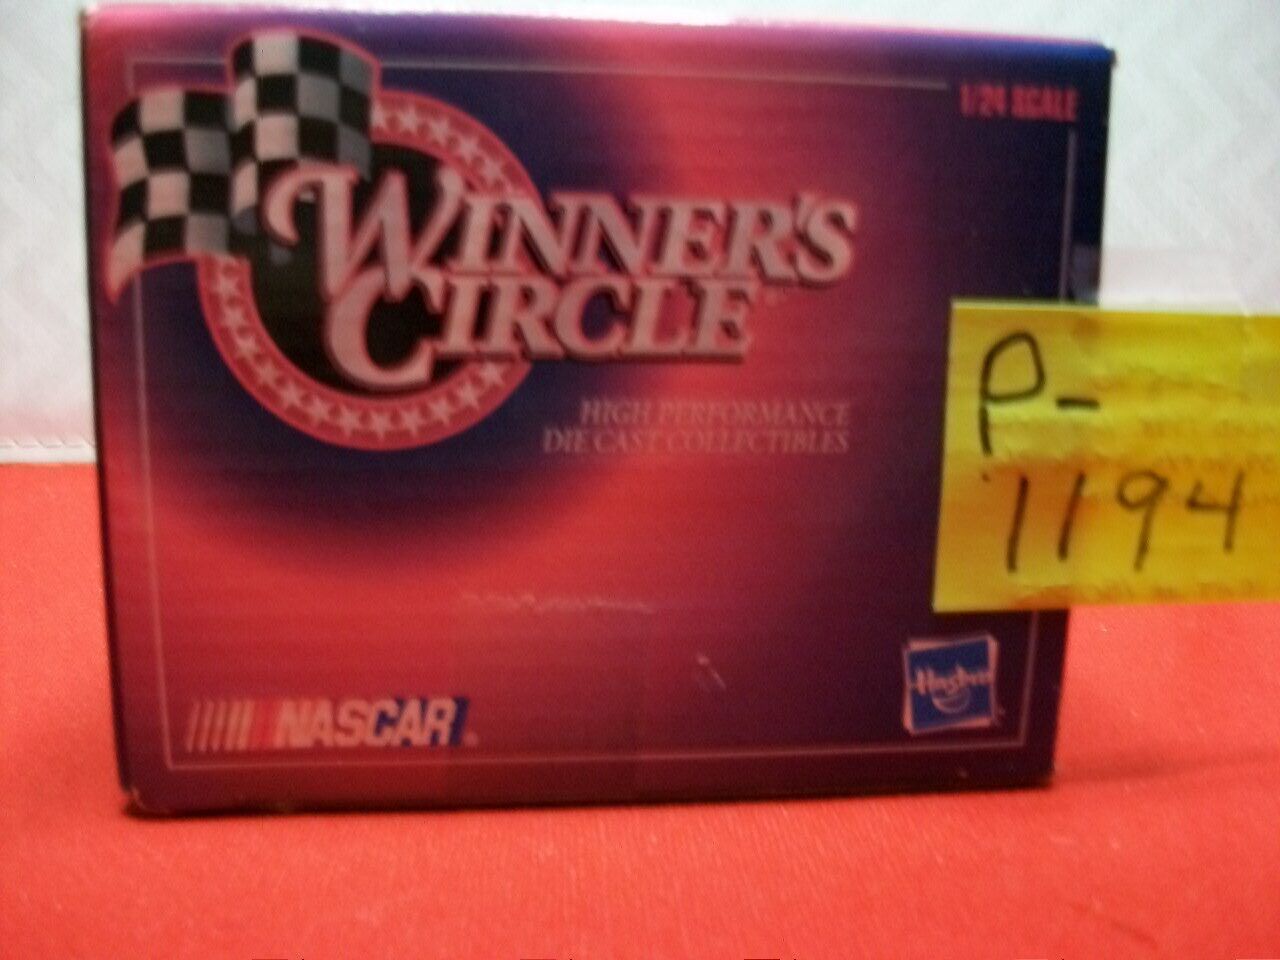 1/24 SCALE
WINNER'S
CIRCLE
HIGH PERFORMANCE
DIE CAST COLLECTIBLES
P-
1194
NASCAR
Hasbro